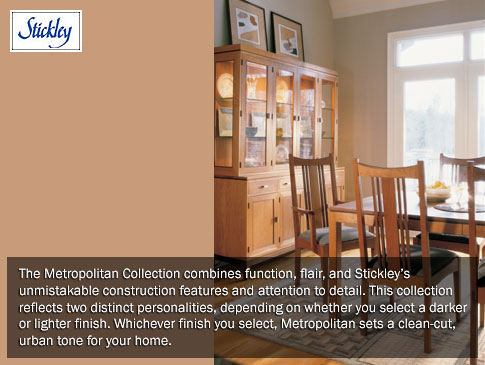 Stickley
The Metropolitan Collection combines function, flair, and Stickley's
unmistakable construction features and attention to detail. This collection
reflects two distinct personalities, depending on whether you select a darker
or lighter finish. Whichever finish you select, Metropolitan sets a clean-cut,
urban tone for your home.